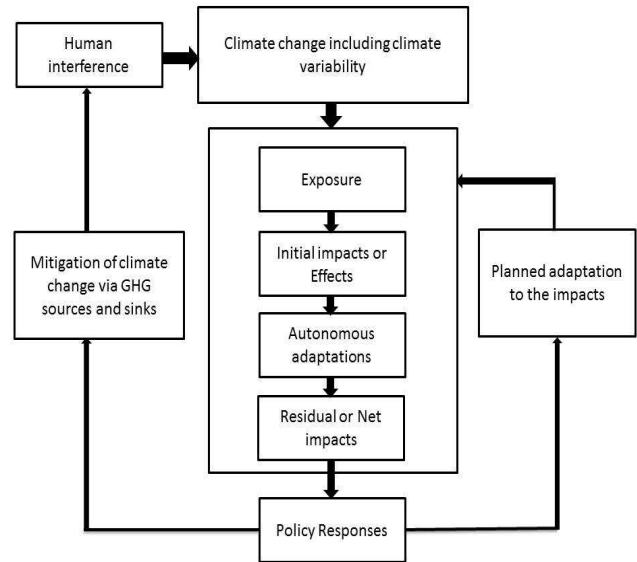 Human
interference
Climate change including climate
variability
Exposure
Initial impacts or
Effects
Autonomous
adaptations
Residual or Net
impacts
Mitigation of climate
change via GHG
sources and sinks
Planned adaptation
to the impacts
Policy Responses